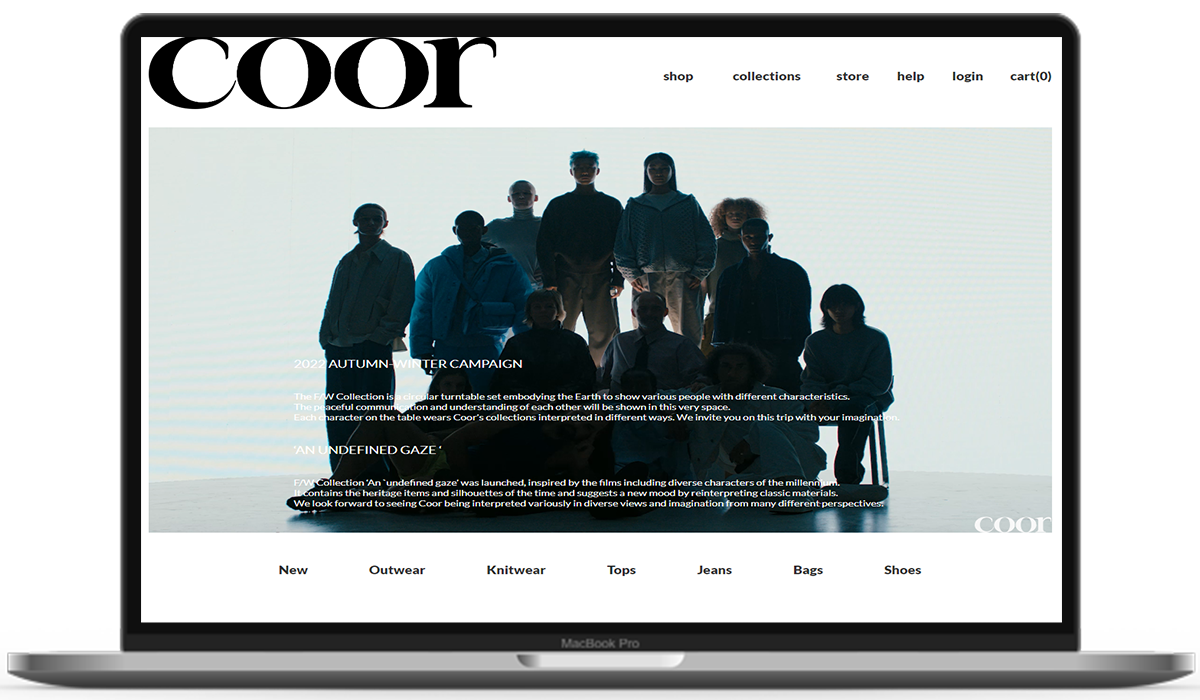 coor
shop collections store help login cart(0)
2022 AUTUMN-WINTER CAMPAIGN
The F/W Collection is a circular turntable set embodying the Earth to show various people with different characteristics.
The peaceful communication and understanding of each other will be shown in this very space.
Each character on the table wears Coor's collections interpreted in different ways. We invite you on this trip with your imagination.
'AN UNDEFINED GAZE '
F/W Collection 'An `undefined gaze' was launched, inspired by the films including diverse characters of the millennium.
It contains the heritage items and silhouettes of the time and suggests a new mood by reinterpreting classic materials.
We look forward to seeing Coor being interpreted variously in diverse views and imagination from many different perspectives.
coor
New Outwear Knitwear Tops Jeans Bags Shoes
MacBook Pro